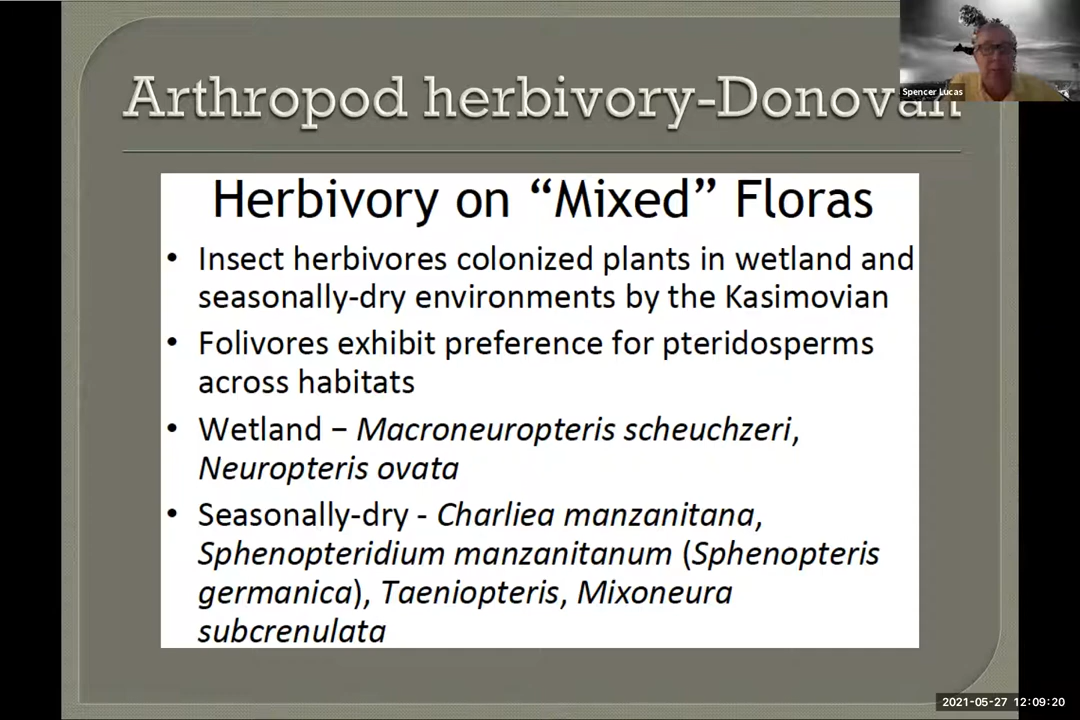 Arthropod herbivory-Donovan
Spencer Lucas
Herbivory on “Mixed” Floras
• Insect herbivores colonized plants in wetland and
seasonally-dry environments by the Kasimovian
• Folivores exhibit preference for pteridosperms
across habitats
• Wetland – Macroneuropteris scheuchzeri,
Neuropteris ovata
• Seasonally-dry - Charliea manzanitana,
Sphenopteridium manzanitanum (Sphenopteris
germanica), Taeniopteris, Mixoneura
subcrenulata
2021-05-27 12:09:20